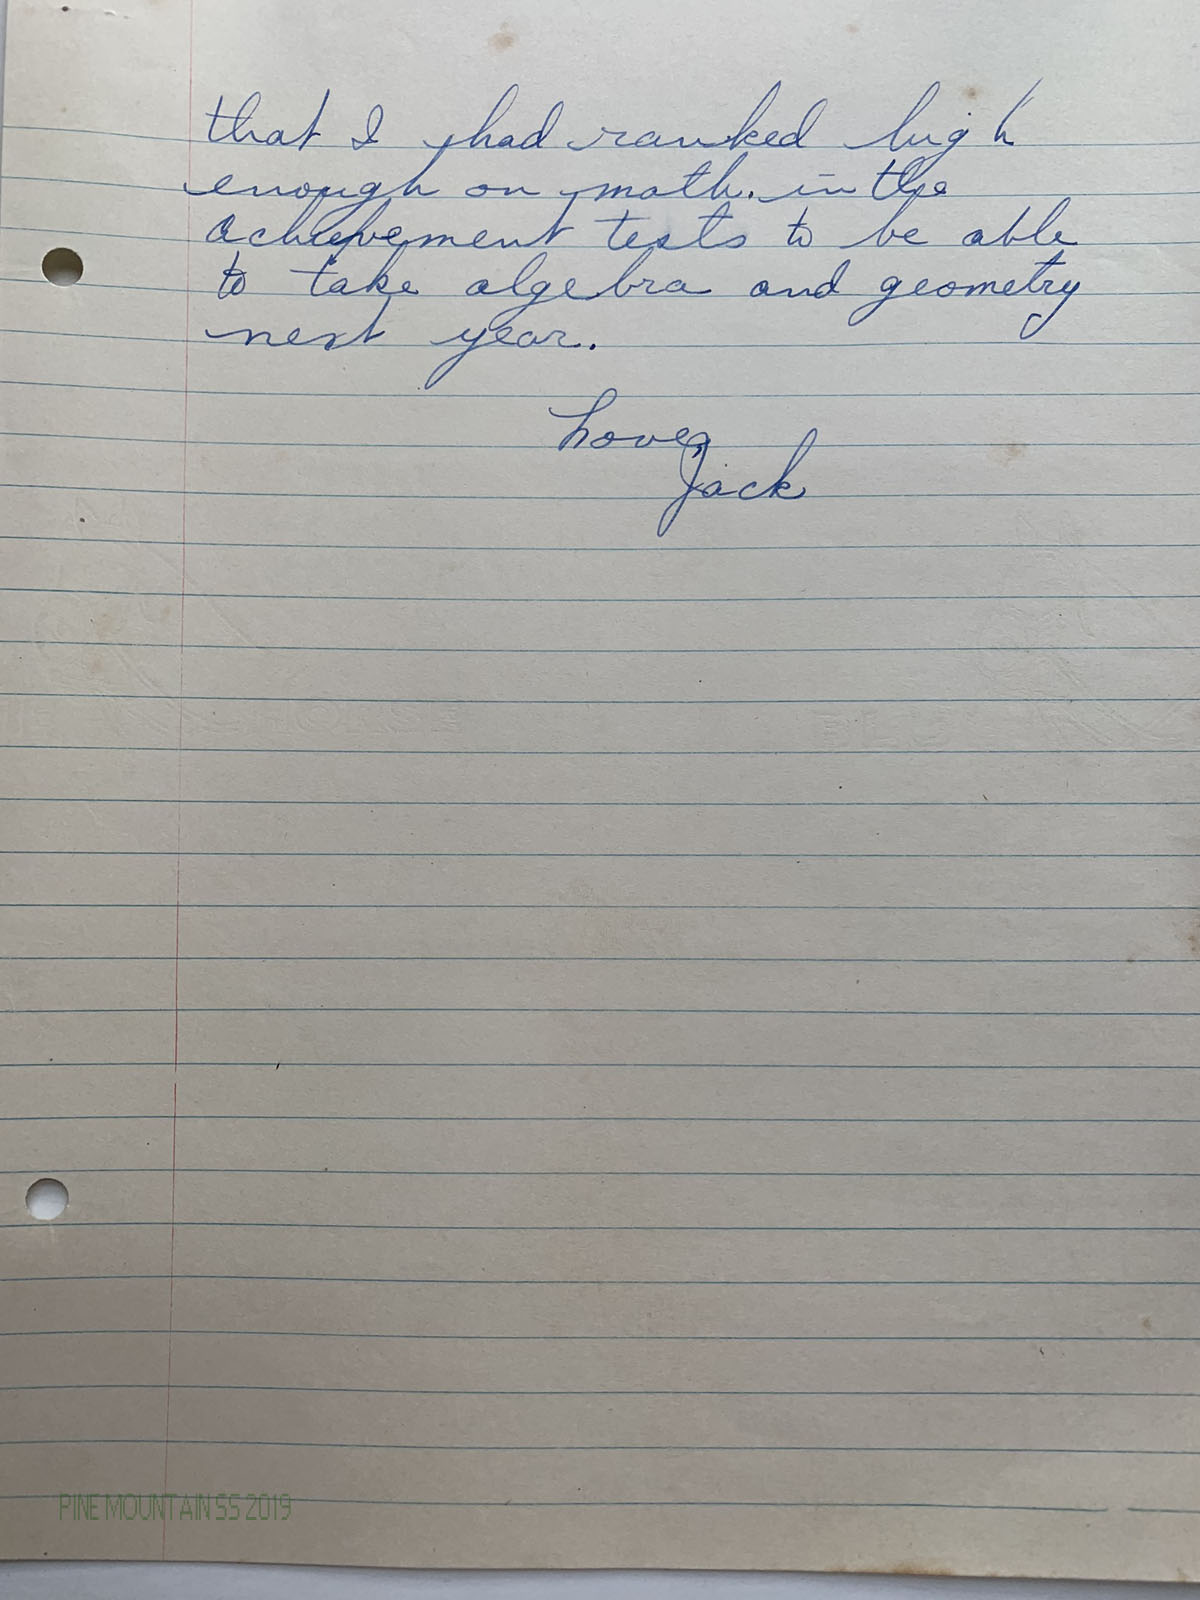 that I had ranked high
enough on math. in the
achievement tests to be able
to take algebra and geometry
next year.
Love,
Jack
PINE MOUNTAIN SS 2019